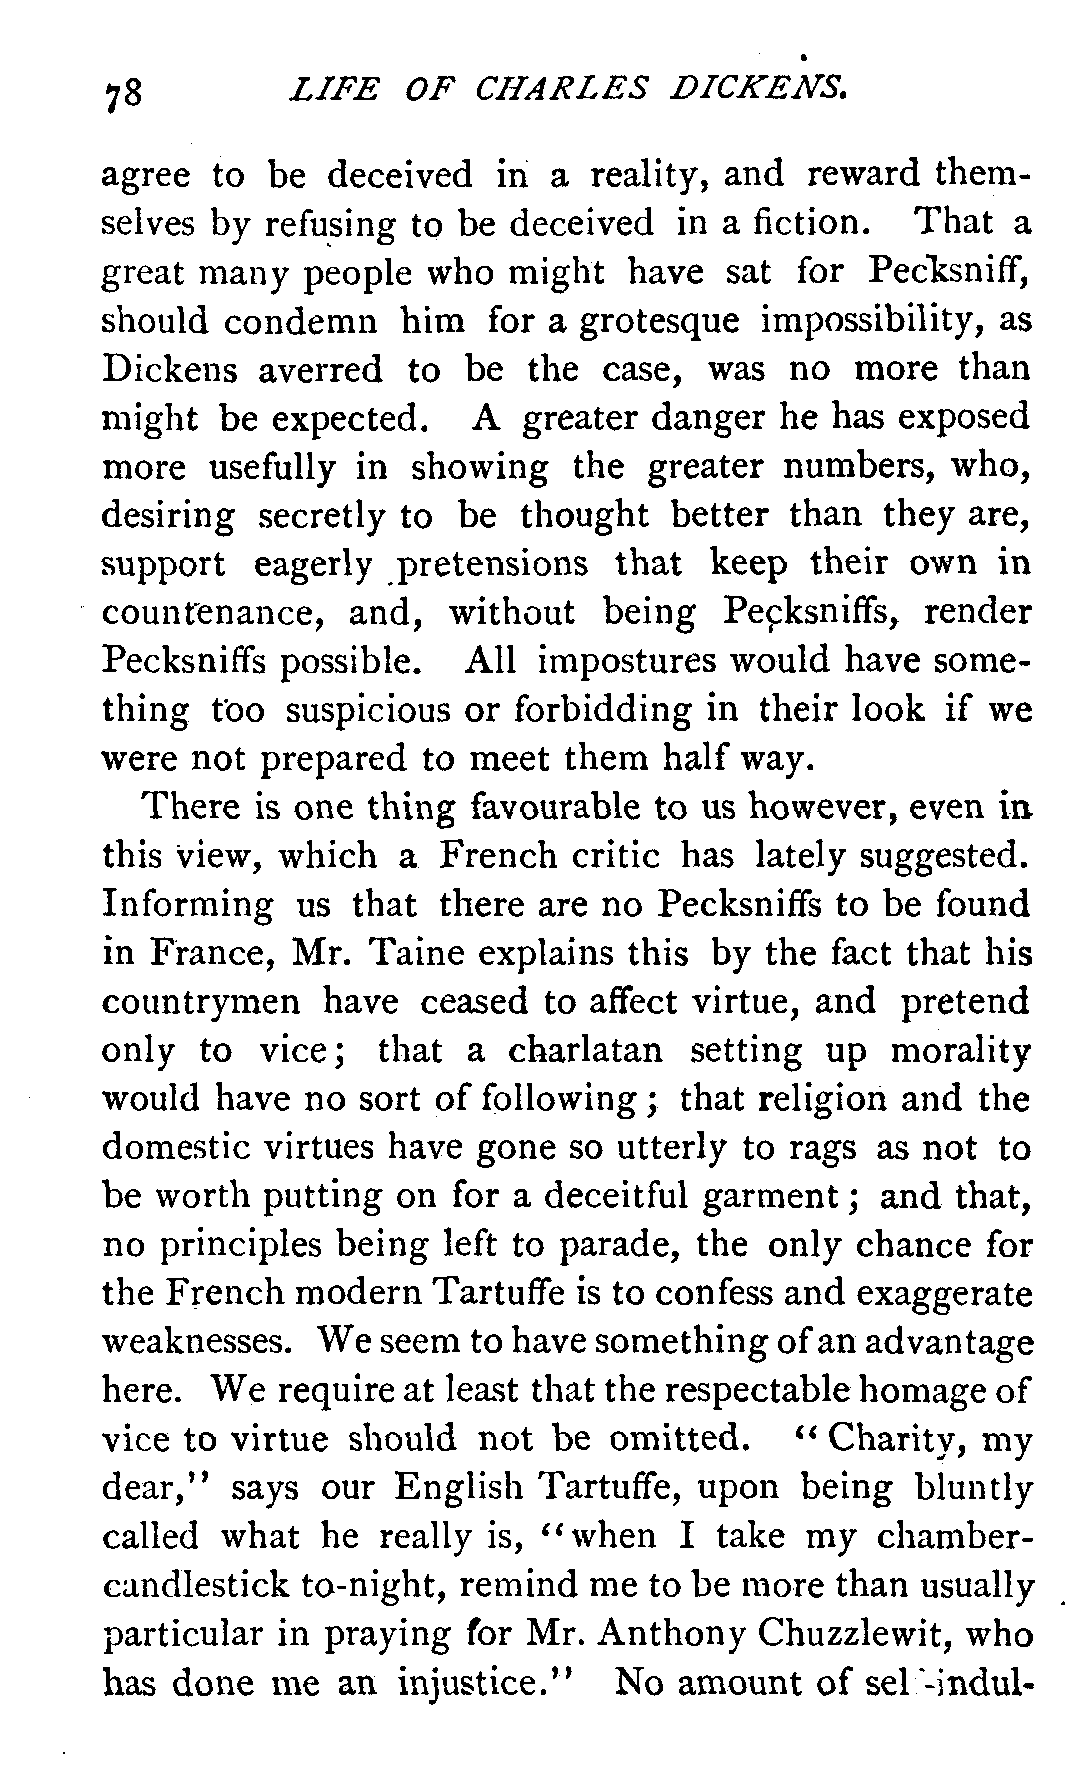 78 LIFE OF CHARLES DICKENS.
agree to be deceived in a reality, and reward them-
selves by refusing to be deceived in a fiction. That a
great many people who might have sat for Pecksniff,
should condemn him for a grotesque impossibility, as
Dickens averred to be the case, was no more than
might be expected. A greater danger he has exposed
more usefully in showing the greater numbers, who,
desiring secretly to be thought better than they are,
support eagerly pretensions that keep their own in
countenance, and, without being Pecksniffs, render
Pecksniffs possible. All impostures would have some-
thing too suspicious or forbidding in their look if we
were not prepared to meet them half way.
There is one thing favourable to us however, even in
this view, which a French critic has lately suggested.
Informing us that there are no Pecksniffs to be found
in France, Mr. Taine explains this by the fact that his
countrymen have ceased to affect virtue, and pretend
only to vice; that a charlatan setting up morality
would have no sort of following; that religion and the
domestic virtues have gone so utterly to rags as not to
be worth putting on for a deceitful garment; and that,
no principles being left to parade, the only chance for
the French modern Tartuffe is to confess and exaggerate
weaknesses. We seem to have something of an advantage
here. We require at least that the respectable homage of
vice to virtue should not be omitted. "Charity, my
dear," says our English Tartuffe, upon being bluntly
called what he really is, "when I take my chamber-
candlestick to-night, remind me to be more than usually
particular in praying for Mr. Anthony Chuzzlewit, who
has done me an injustice." No amount of self-indul-